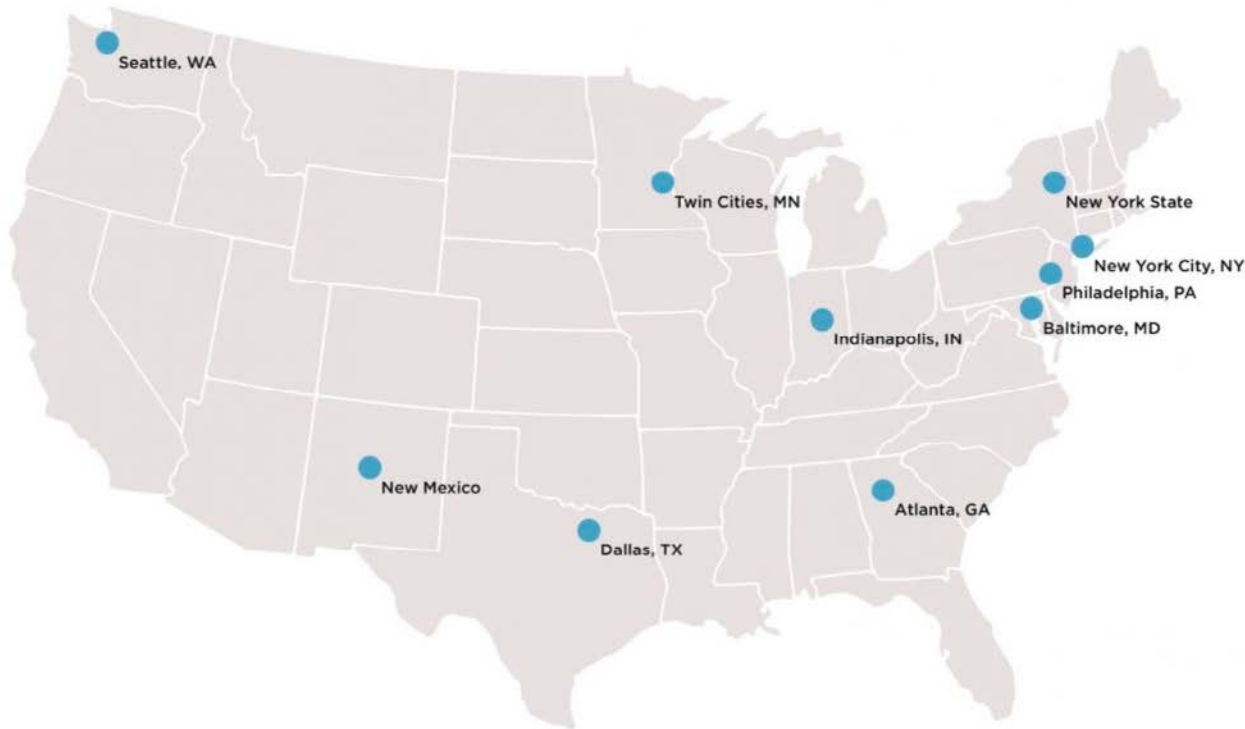 Seattle, WA
Twin Cities, MN
New York State
New York City, NY
Philadelphia, PA
Baltimore, MD
Indianapolis, IN
New Mexico
Atlanta, GA
Dallas, TX